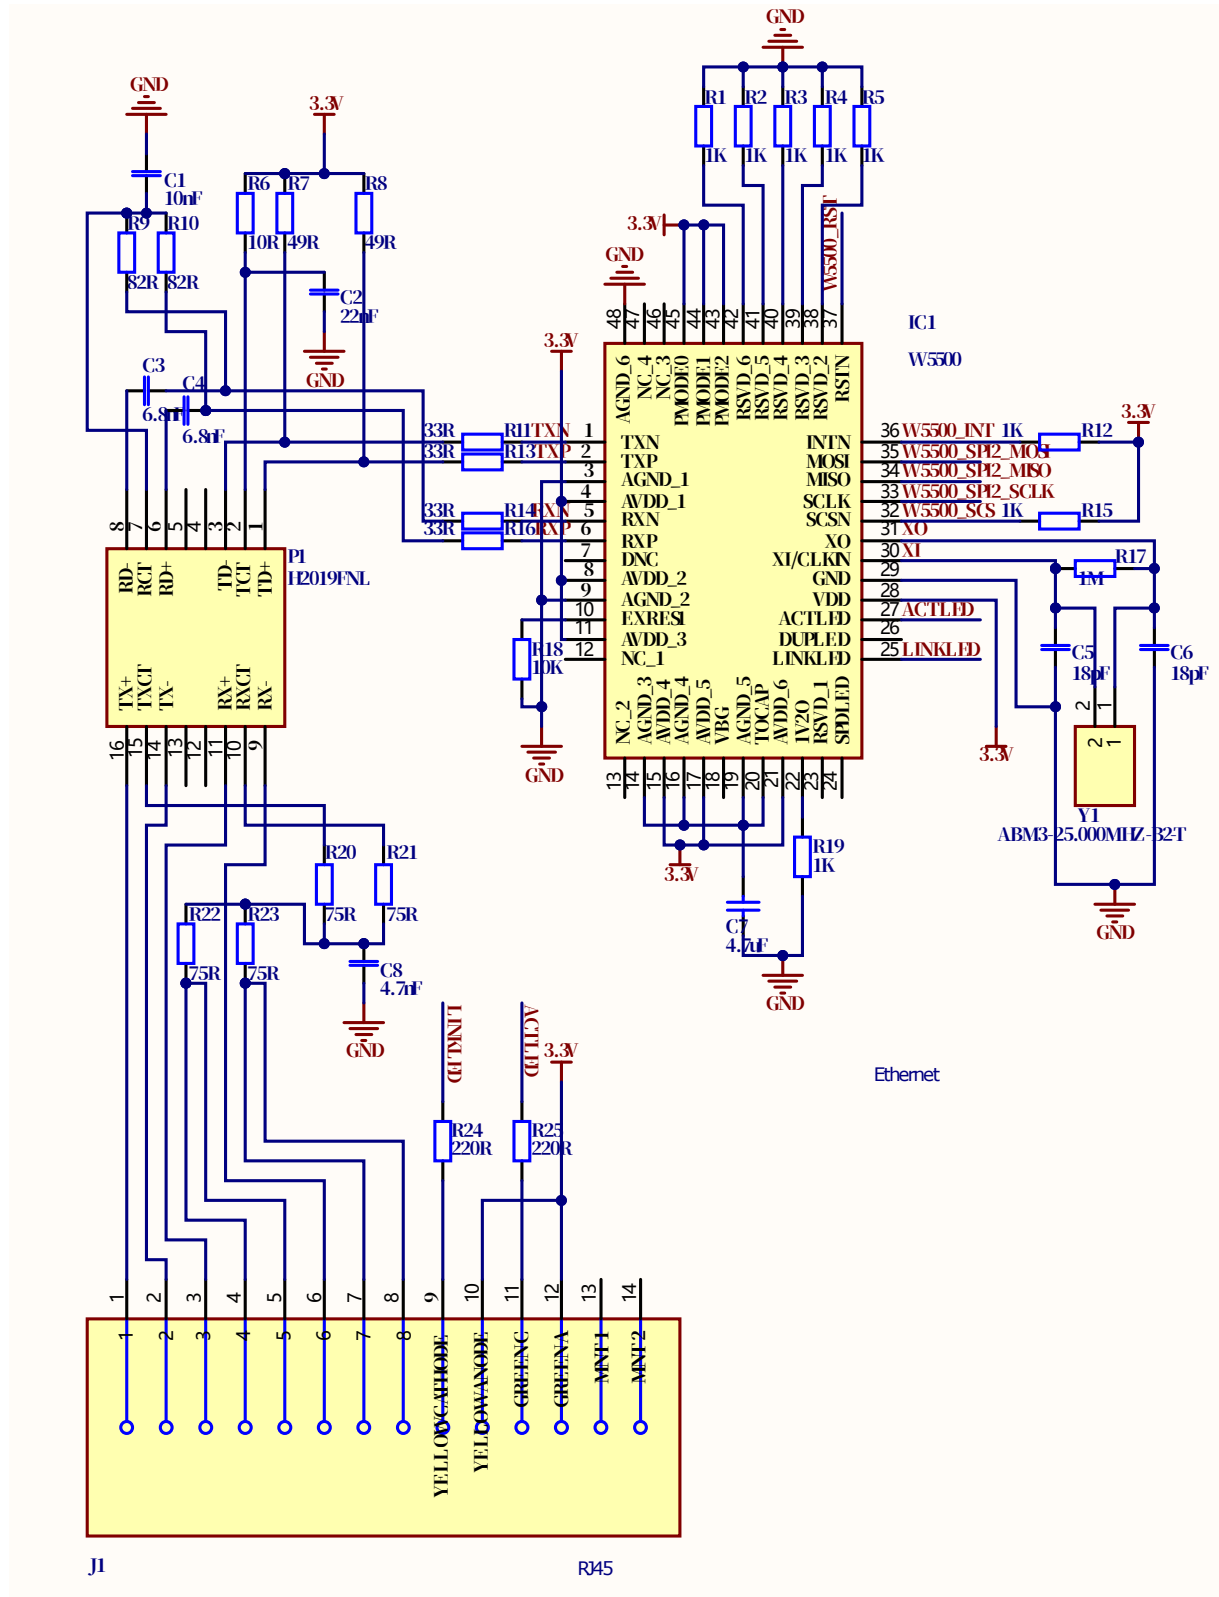 GND
R1
R2
R3
R4
R5
1K
1K
1K
1K
1K
GND
3.3V
C1
10nF
R6
R7
R8
10R
49R
49R
R9
R10
82R
82R
C2
22nF
GND
3.3V
GND
W5500_RST
48
47
46
45
44
43
42
41
40
39
38
37
IC1
W5500
3.3V
AGND_6
NC_4
NC_3
PMODE0
PMODE1
PMODE2
RSVD_6
RSVD_5
RSVD_4
RSVD_3
RSVD_2
RSTN
C3
6.8nF
C4
6.8nF
33R
R11
TXN
1
TXN
33R
R13
TXP
2
TXP
3
AGND_1
4
AVDD_1
33R
R14
RXN
5
RXN
33R
R16
RXP
6
RXP
7
DNC
8
AVDD_2
9
AGND_2
10
EXRES1
11
AVDD_3
12
NC_1
R18
10K
GND
INTN
36
W5500_INT
1K
R12
3.3V
MOSI
35
W5500_SPI2_MOSI
MISO
34
W5500_SPI2_MISO
SCLK
33
W5500_SPI2_SCLK
SCSN
32
W5500_SCS
1K
R15
XO
31
XO
XI/CLKIN
30
XI
GND
29
VDD
28
ACTLED
27
ACTLED
DUPLED
26
LINKLED
25
LINKLED
R17
1M
C5
18pF
C6
18pF
2
1
2
1
Y1
ABM3-25.000MHZ-B2-T
3.3V
GND
8
7
6
5
4
3
2
1
P1
H2019FNL
RD-
RCT
RD+
TD-
TCT
TD+
TX+
TXCT
TX-
RX+
RXCT
RX-
16
15
14
13
12
11
10
9
NC_2
AGND_3
AVDD_4
AGND_4
AVDD_5
VBG
AGND_5
TOCAP
AVDD_6
1V2O
RSVD_1
SPDLED
13
14
15
16
17
18
19
20
21
22
23
24
3.3V
R19
1K
C7
4.7uF
GND
R20
R21
75R
75R
R22
R23
75R
75R
C8
4.7nF
GND
LINKLED
ACTLED
3.3V
Ethernet
R24
220R
R25
220R
1
2
3
4
5
6
7
8
9
10
11
12
13
14
1
2
3
4
5
6
7
8
YELLOWCATHODE
YELLOWANODE
GREENC
GREENA
MNT1
MNT2
J1
RJ45